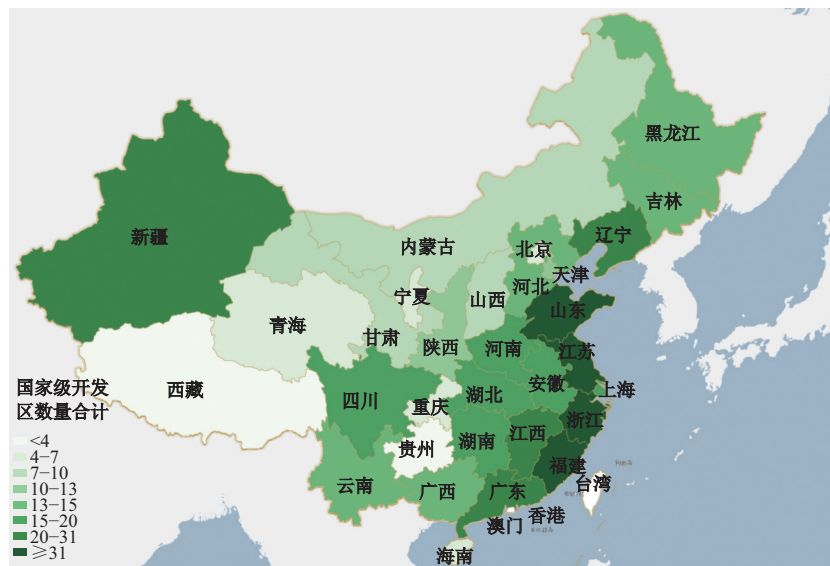 黑龙江
吉林
辽宁
新疆
内蒙古
北京
天津
河北
山西
宁夏
山东
青海
甘肃
陕西
河南
江苏
西藏
四川
重庆
湖北
安徽
上海
浙江
贵州
湖南
江西
福建
云南
广西
广东
台湾
澳门
香港
海南
国家级开发
区数量合计
<4
4−7
7−10
10−13
13−15
15−20
20−31
≥31